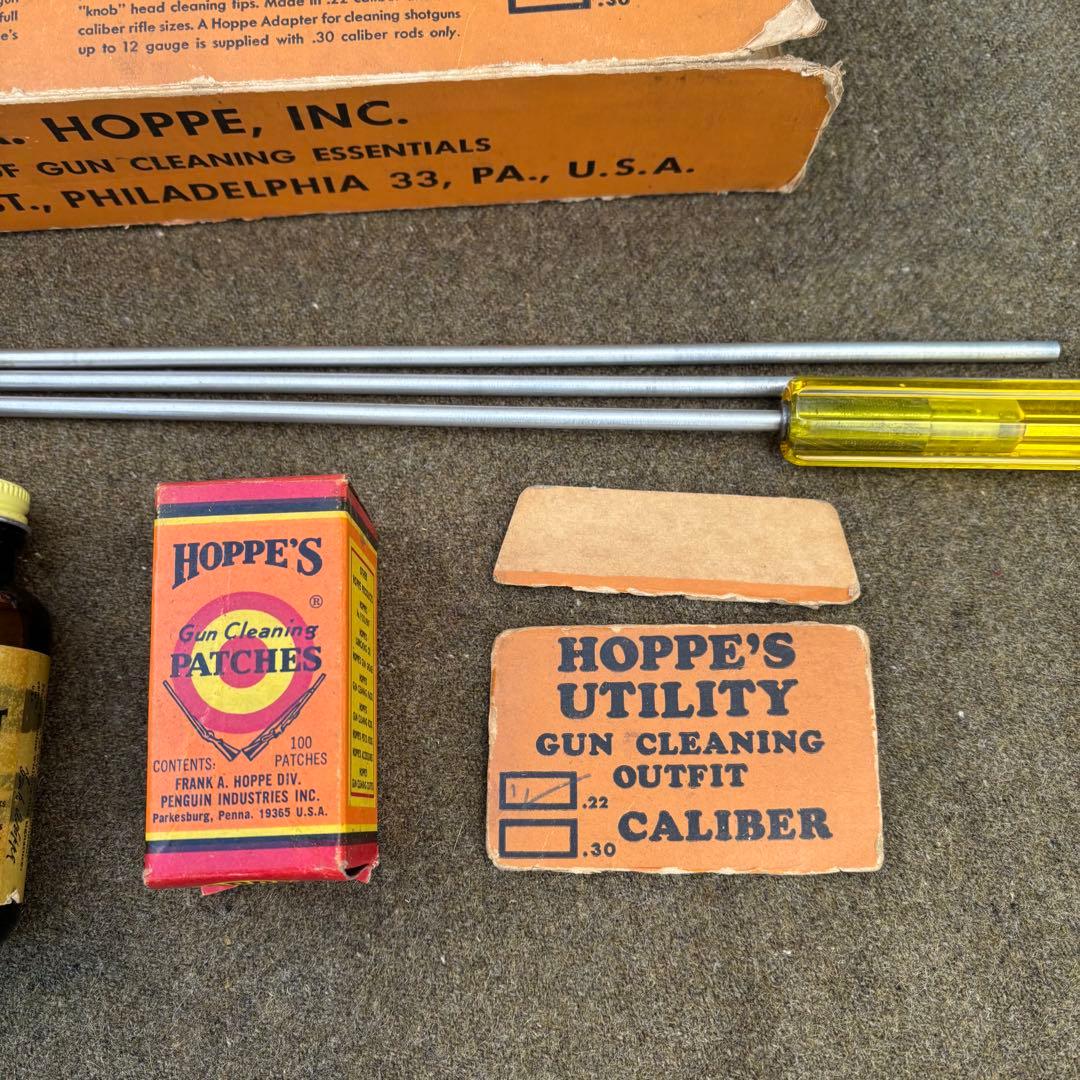 "knob" head cleaning tips. Made in .22 caliber
full caliber rifle sizes. A Hoppe Adapter for cleaning shotguns
up to 12 gauge is supplied with .30 caliber rods only.
.30
. HOPPE, INC.
OF GUN CLEANING ESSENTIALS
ST., PHILADELPHIA 33, PA., U.S.A.
HOPPE'S
®
Gun Cleaning
PATCHES
CONTENTS: 100 PATCHES
FRANK A. HOPPE DIV.
PENGUIN INDUSTRIES INC.
Parkesburg, Penna. 19365 U.S.A.
HOPPE'S
UTILITY
GUN CLEANING
OUTFIT
.22
CALIBER
.30